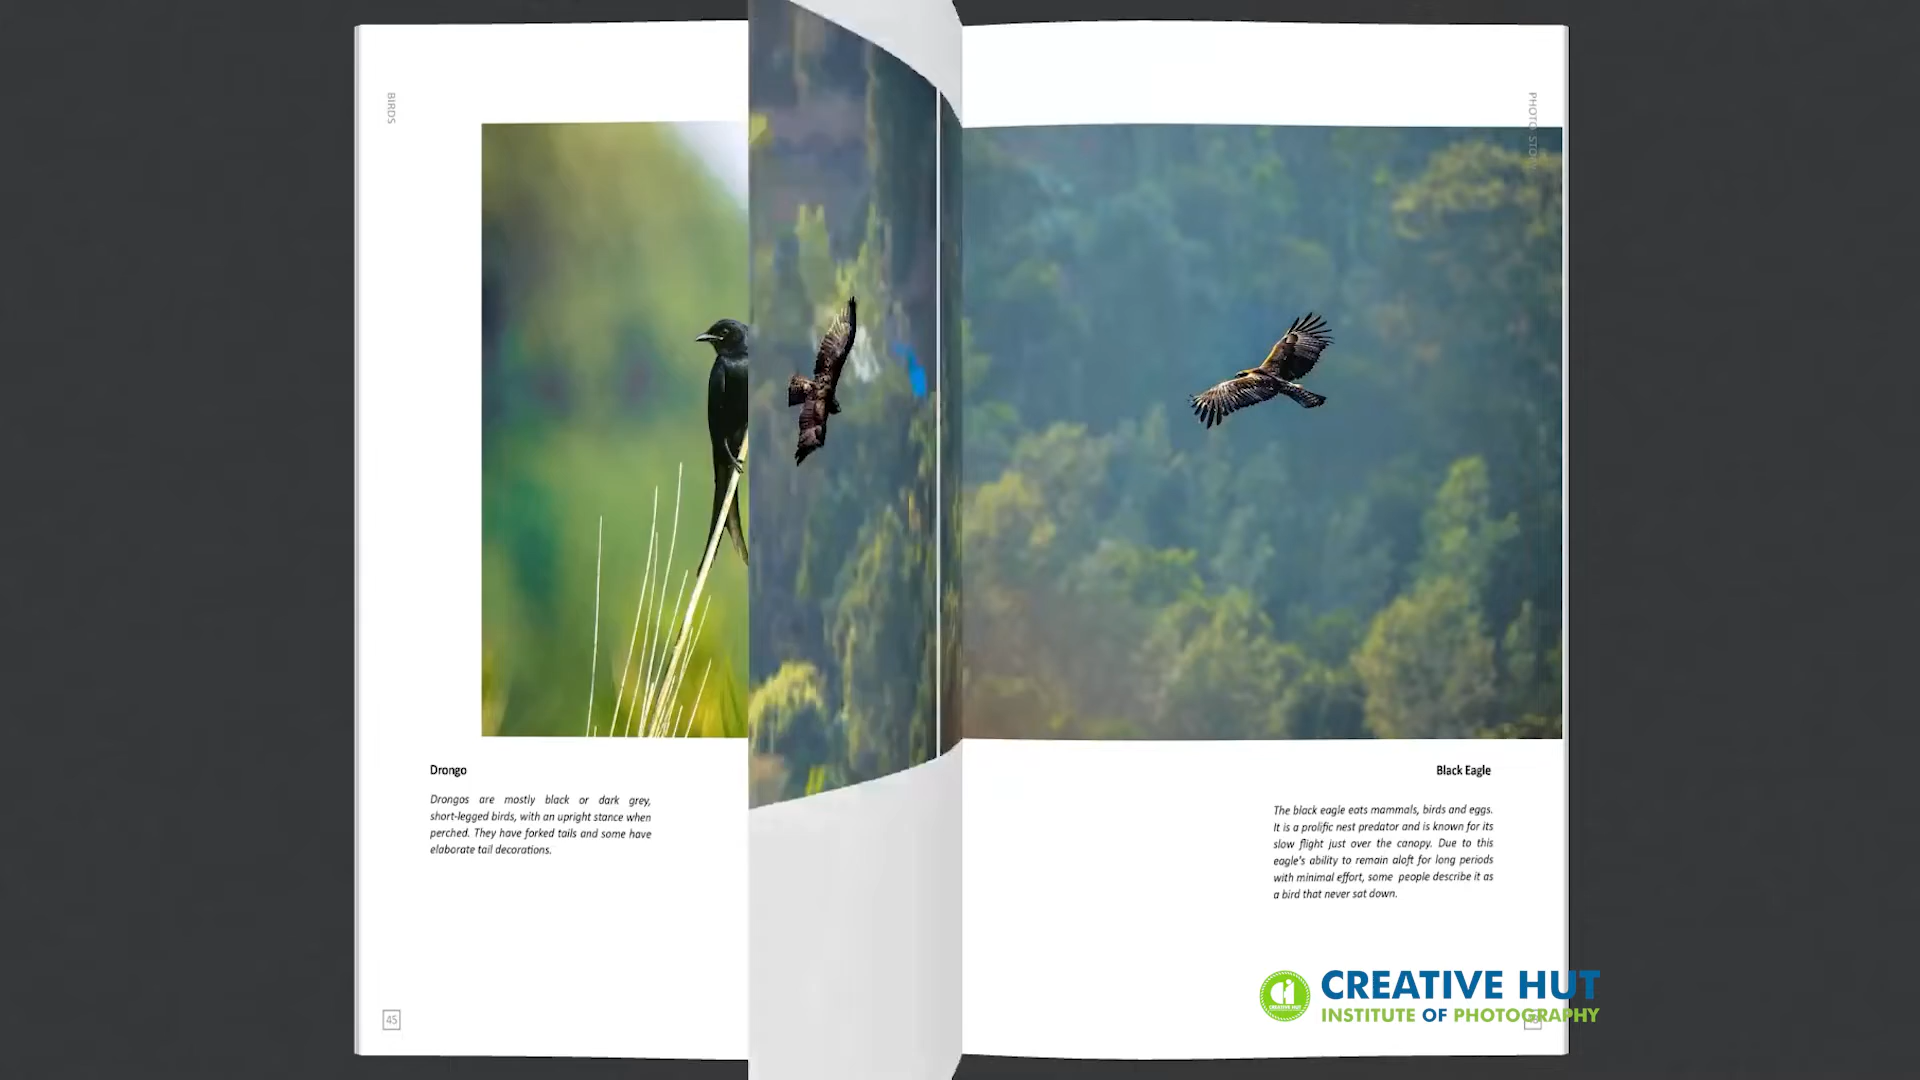 BIRDS
Drongo
Drongos are mostly black or dark grey,
short-legged birds, with an upright stance when
perched. They have forked tails and some have
elaborate tail decorations.
45
PHOTO STORY
Black Eagle
The black eagle eats mammals, birds and eggs.
It is a prolific nest predator and is known for its
slow flight just over the canopy. Due to this
eagle's ability to remain aloft for long periods
with minimal effort, some people describe it as
a bird that never sat down.
CREATIVE HUT
CREATIVE HUT
INSTITUTE OF PHOTOGRAPHY